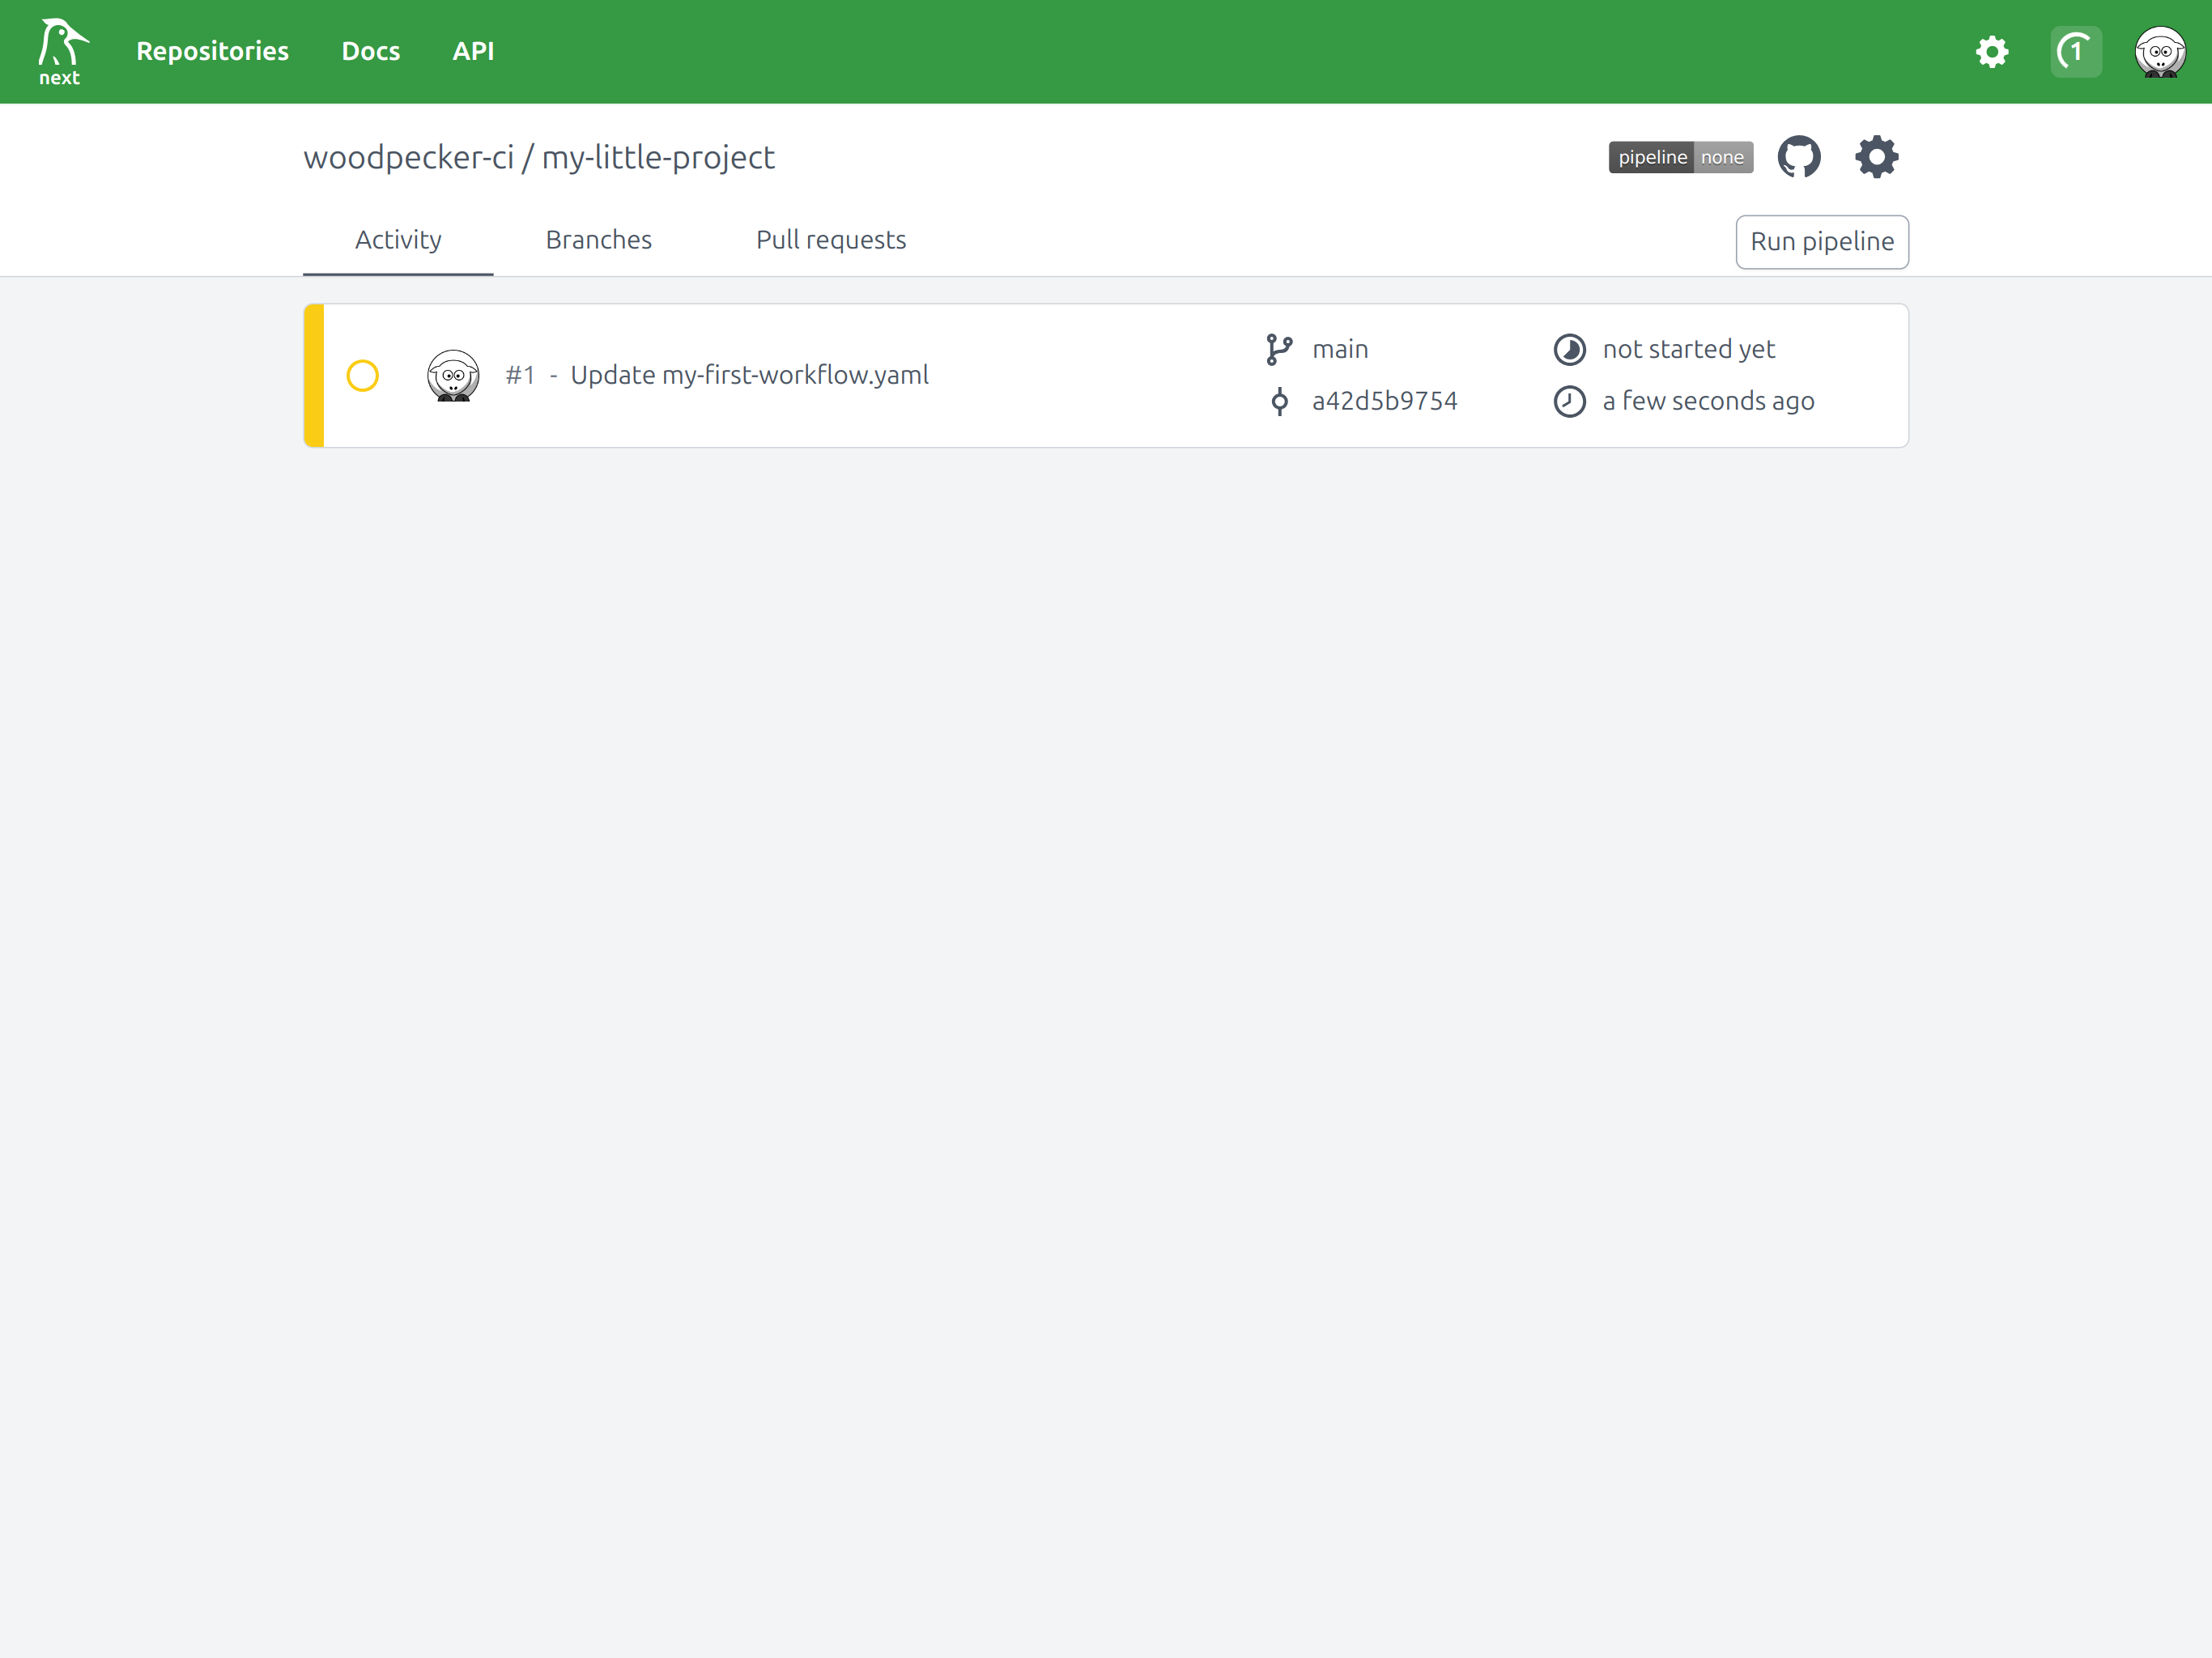 next
Repositories
Docs
API
1
woodpecker-ci / my-little-project
pipeline none
Activity
Branches
Pull requests
Run pipeline
#1 - Update my-first-workflow.yaml
main
not started yet
a42d5b9754
a few seconds ago